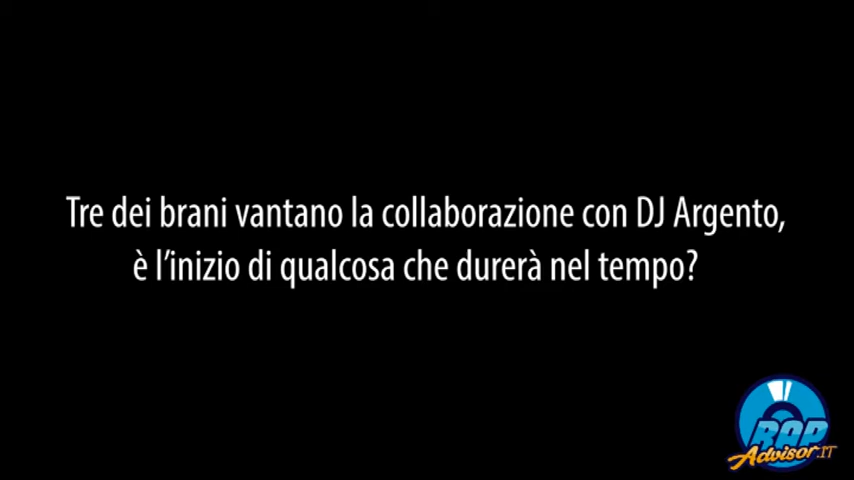 Tre dei brani vantano la collaborazione con DJ Argento,
è l’inizio di qualcosa che durerà nel tempo?
RAP
Advisor.IT